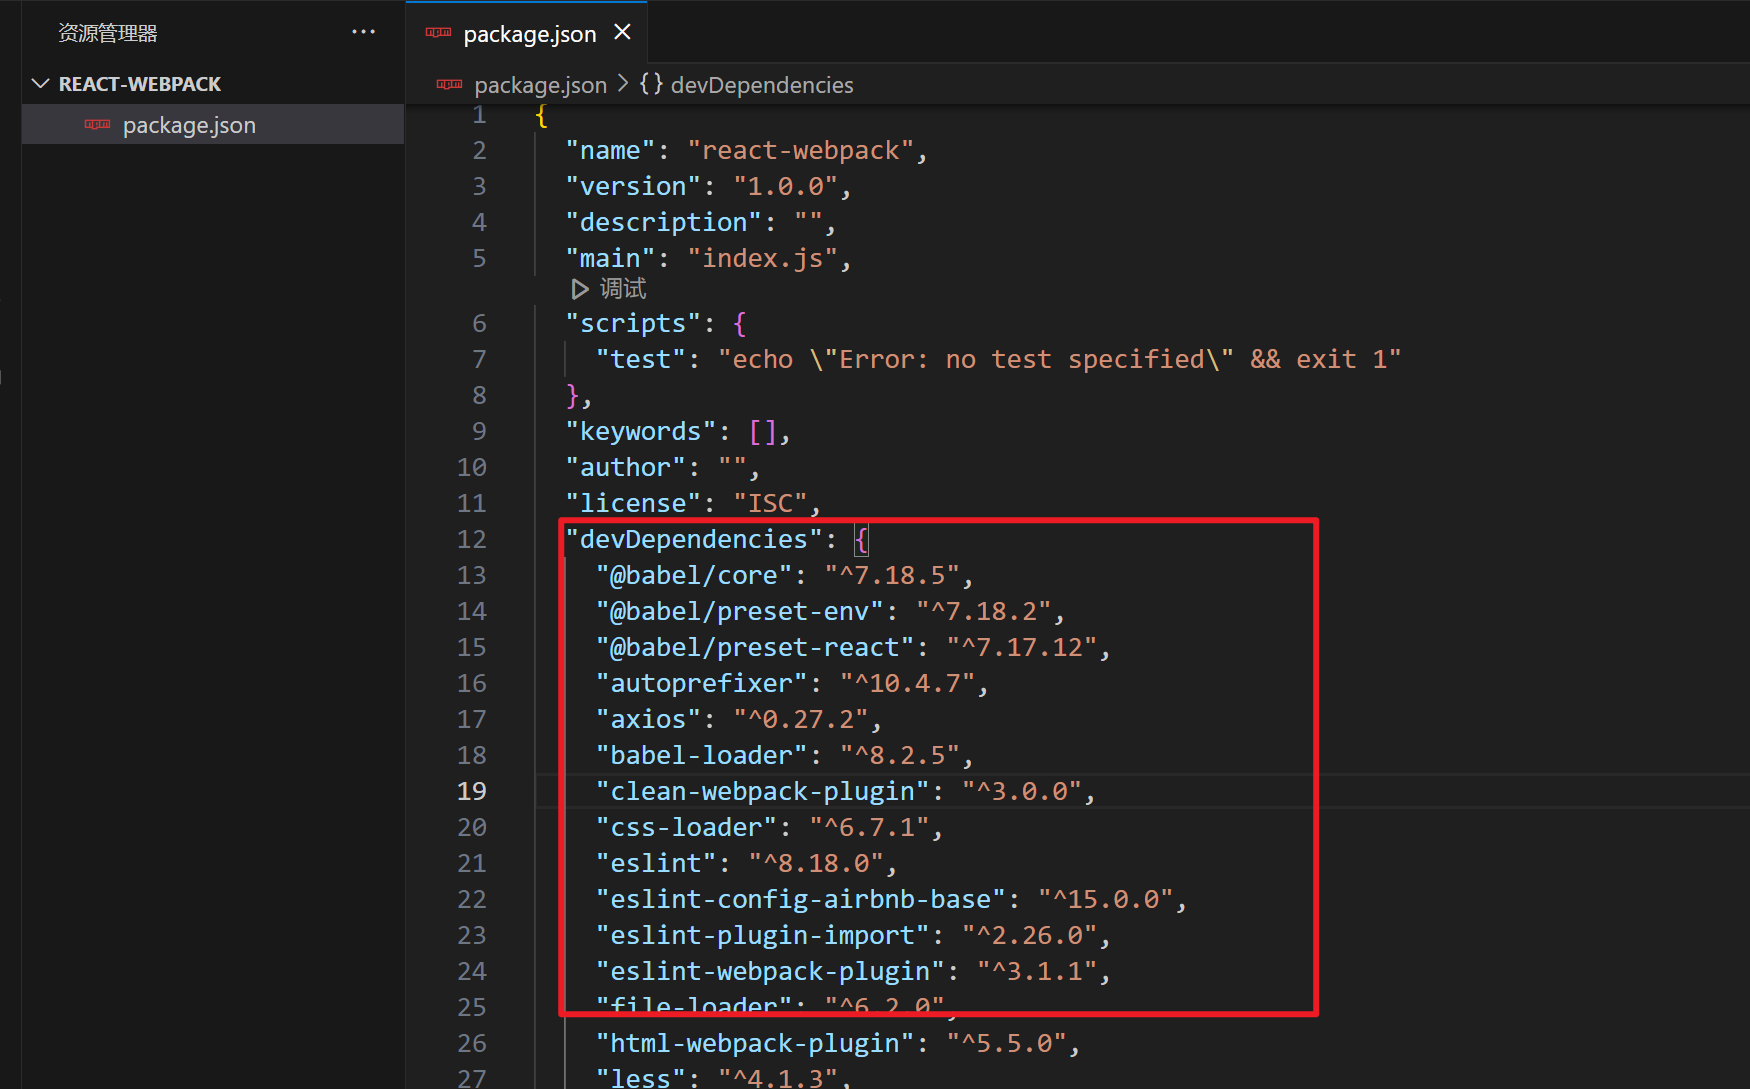 资源管理器
REACT-WEBPACK
package.json
package.json
package.json > {} devDependencies
1 {
2 "name": "react-webpack",
3 "version": "1.0.0",
4 "description": "",
5 "main": "index.js",
调试
6 "scripts": {
7 "test": "echo \"Error: no test specified\" && exit 1"
8 },
9 "keywords": [],
10 "author": "",
11 "license": "ISC",
12 "devDependencies": {
13 "@babel/core": "^7.18.5",
14 "@babel/preset-env": "^7.18.2",
15 "@babel/preset-react": "^7.17.12",
16 "autoprefixer": "^10.4.7",
17 "axios": "^0.27.2",
18 "babel-loader": "^8.2.5",
19 "clean-webpack-plugin": "^3.0.0",
20 "css-loader": "^6.7.1",
21 "eslint": "^8.18.0",
22 "eslint-config-airbnb-base": "^15.0.0",
23 "eslint-plugin-import": "^2.26.0",
24 "eslint-webpack-plugin": "^3.1.1",
25 "file-loader": "^6.2.0",
26 "html-webpack-plugin": "^5.5.0",
27 "less": "^4.1.3",